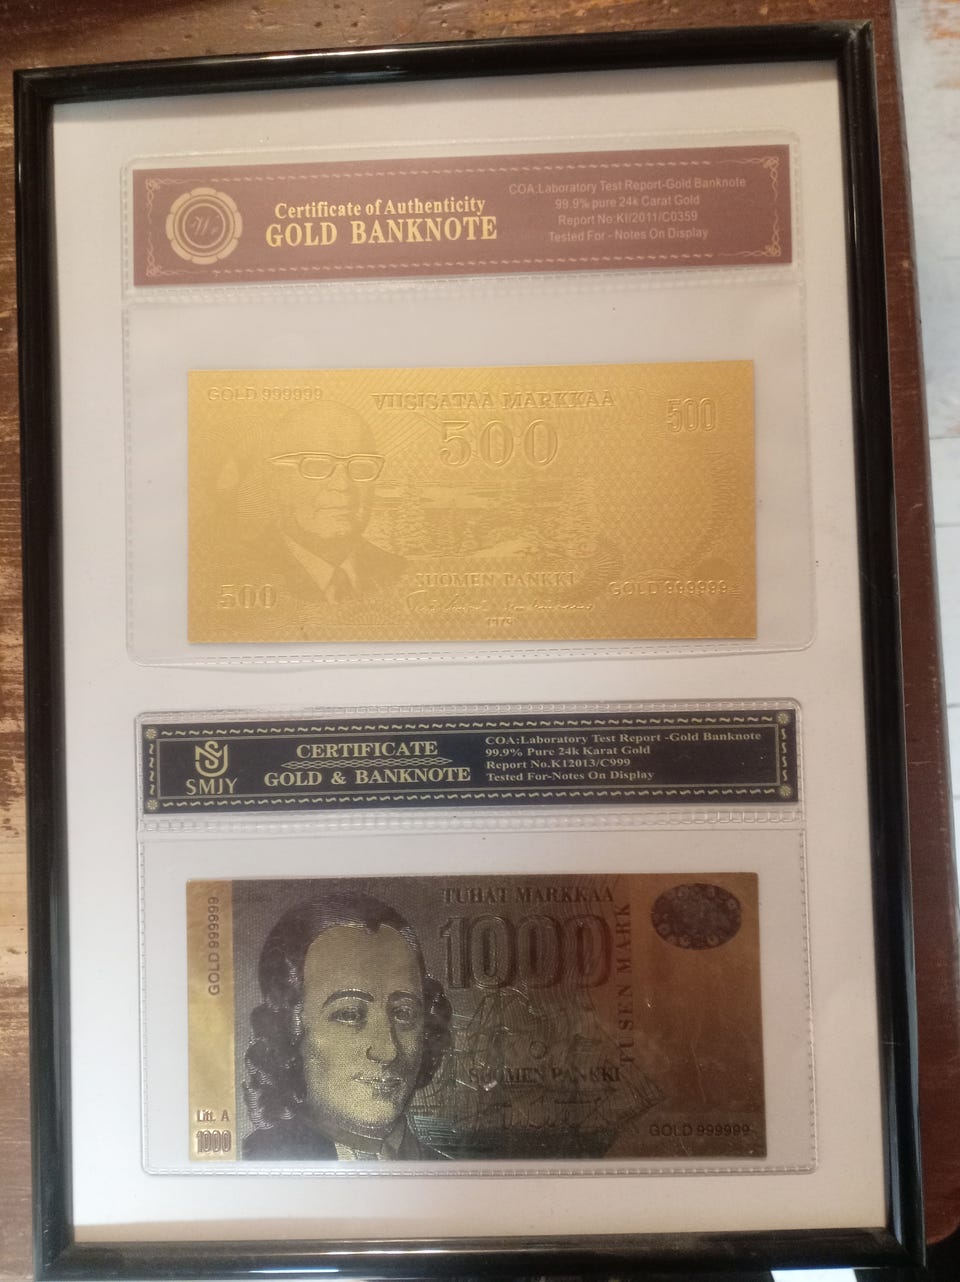 Certificate of Authenticity
GOLD BANKNOTE
COA:Laboratory Test Report-Gold Banknote
99.9% pure 24k Carat Gold
Report No:KI/2011/C0359
Tested For - Notes On Display
GOLD 999999
VIISISATAA MARKKAA
500
500
500
SUOMEN PANKKI
GOLD 999999
SMJY
CERTIFICATE
GOLD & BANKNOTE
COA:Laboratory Test Report -Gold Banknote
99.9% Pure 24k Karat Gold
Report No.K12013/C999
Tested For-Notes On Display
GOLD 999999
TUHAT MARKKAA
1000
TUSEN MARK
SUOMEN PANKKI
Litt. A
1000
GOLD 999999